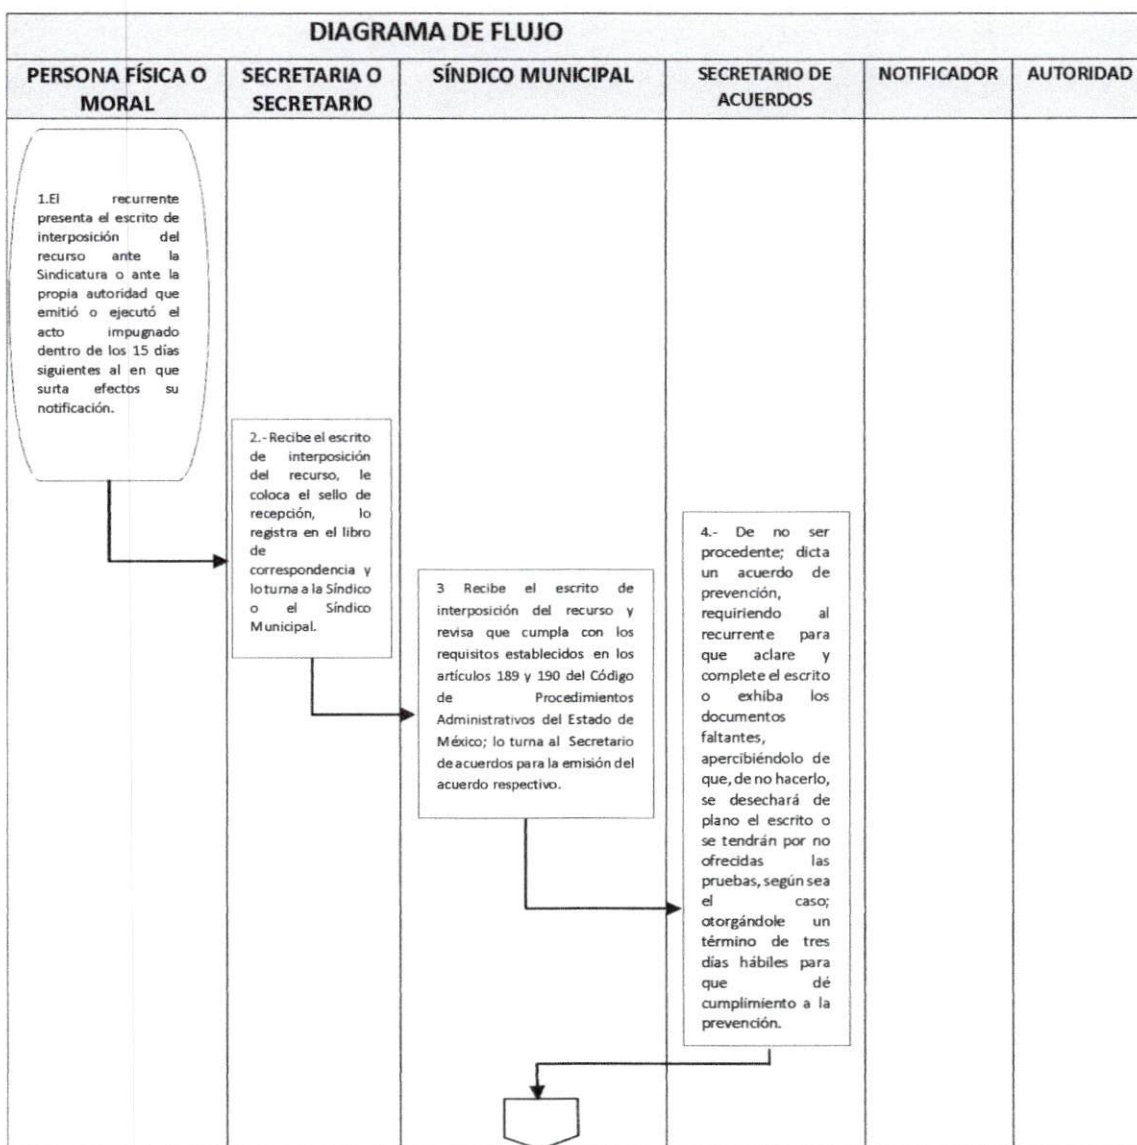 DIAGRAMA DE FLUJO
PERSONA FÍSICA O
MORAL
SECRETARIA O
SECRETARIO
SÍNDICO MUNICIPAL
SECRETARIO DE
ACUERDOS
NOTIFICADOR
AUTORIDAD
1.El recurrente
presenta el escrito de
interposición del
recurso ante la
Sindicatura o ante la
propia autoridad que
emitió o ejecutó el
acto impugnado
dentro de los 15 días
siguientes al en que
surta efectos su
notificación.
2.- Recibe el escrito
de interposición
del recurso, le
coloca el sello de
recepción, lo
registra en el libro
de
correspondencia y
lo turna a la Síndico
o el Síndico
Municipal.
3 Recibe el escrito de
interposición del recurso y
revisa que cumpla con los
requisitos establecidos en los
artículos 189 y 190 del Código
de Procedimientos
Administrativos del Estado de
México; lo turna al Secretario
de acuerdos para la emisión del
acuerdo respectivo.
4.- De no ser
procedente; dicta
un acuerdo de
prevención,
requiriendo al
recurrente para
que aclare y
complete el escrito
o exhiba los
documentos
faltantes,
apercibiéndolo de
que, de no hacerlo,
se desechará de
plano el escrito o
se tendrán por no
ofrecidas las
pruebas, según sea
el caso;
otorgándole un
término de tres
días hábiles para
que dé
cumplimiento a la
prevención.